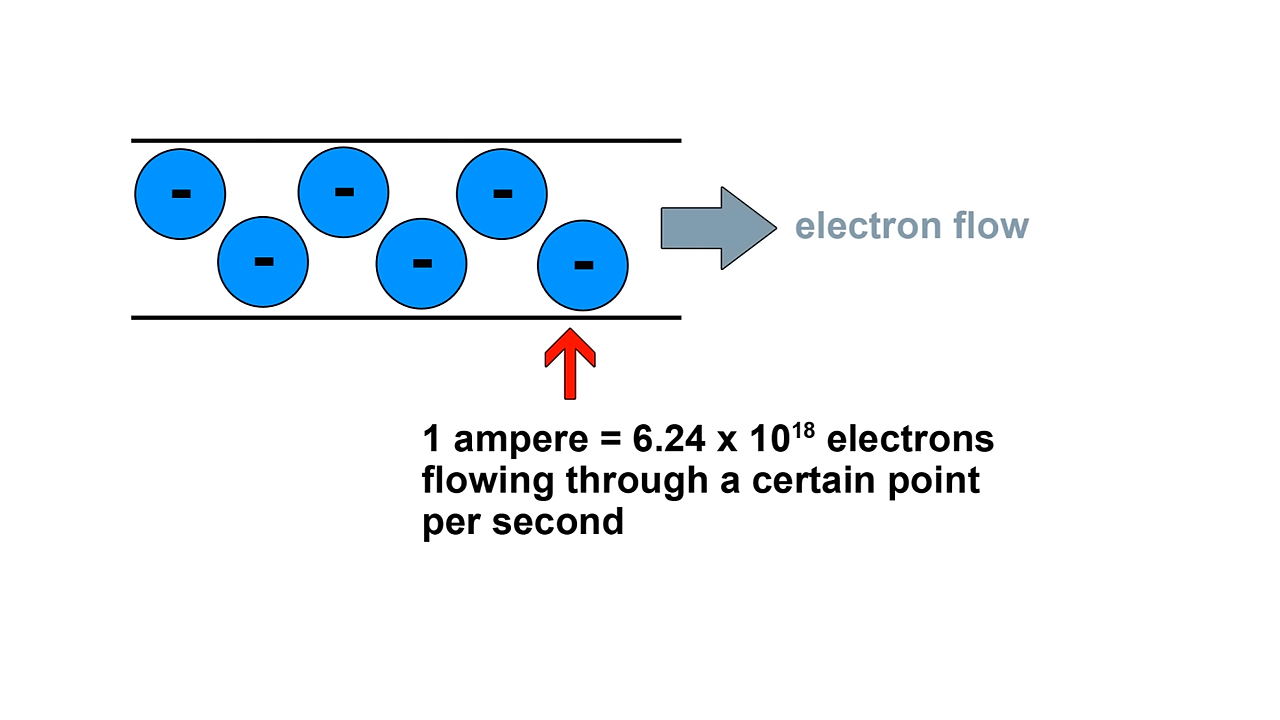 - - -
- - -
electron flow
1 ampere = 6.24 x 10¹⁸ electrons
flowing through a certain point
per second